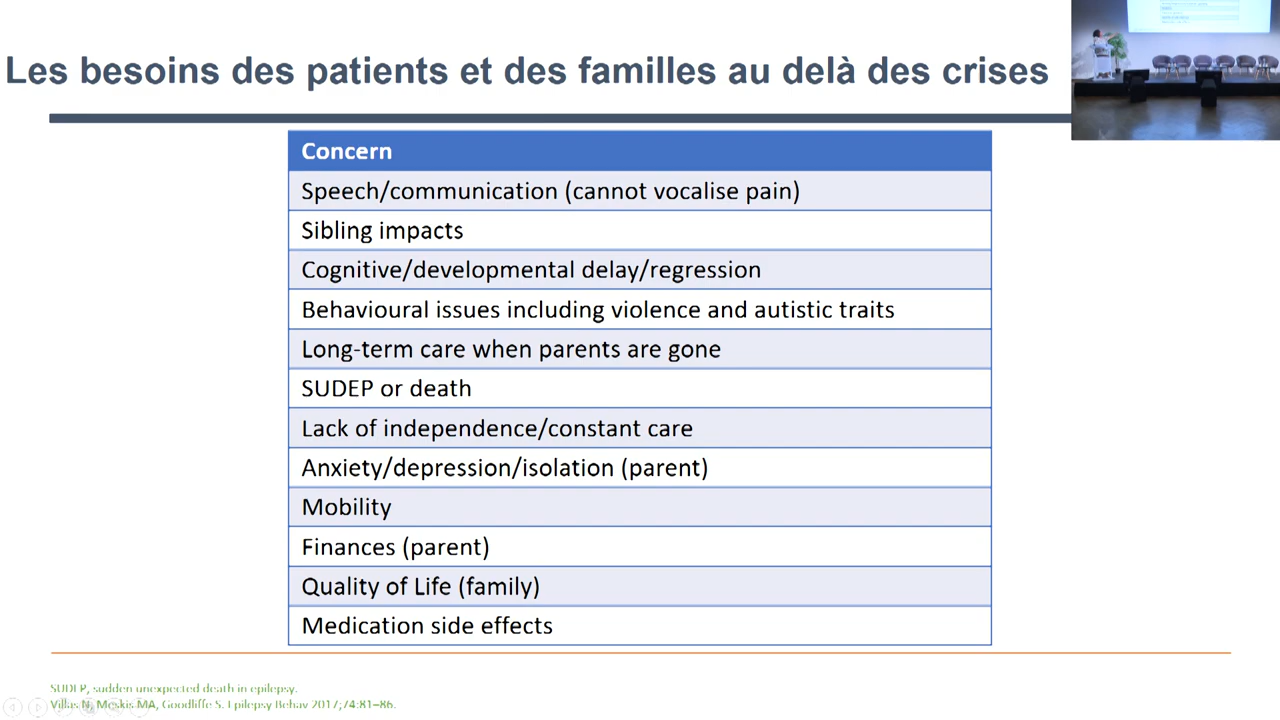 Les besoins des patients et des familles au delà des crises
Concern
Speech/communication (cannot vocalise pain)
Sibling impacts
Cognitive/developmental delay/regression
Behavioural issues including violence and autistic traits
Long-term care when parents are gone
SUDEP or death
Lack of independence/constant care
Anxiety/depression/isolation (parent)
Mobility
Finances (parent)
Quality of Life (family)
Medication side effects
SUDEP, sudden unexpected death in epilepsy.
Villas N, Meskis MA, Goodliffe S. Epilepsy Behav 2017;74:81–86.